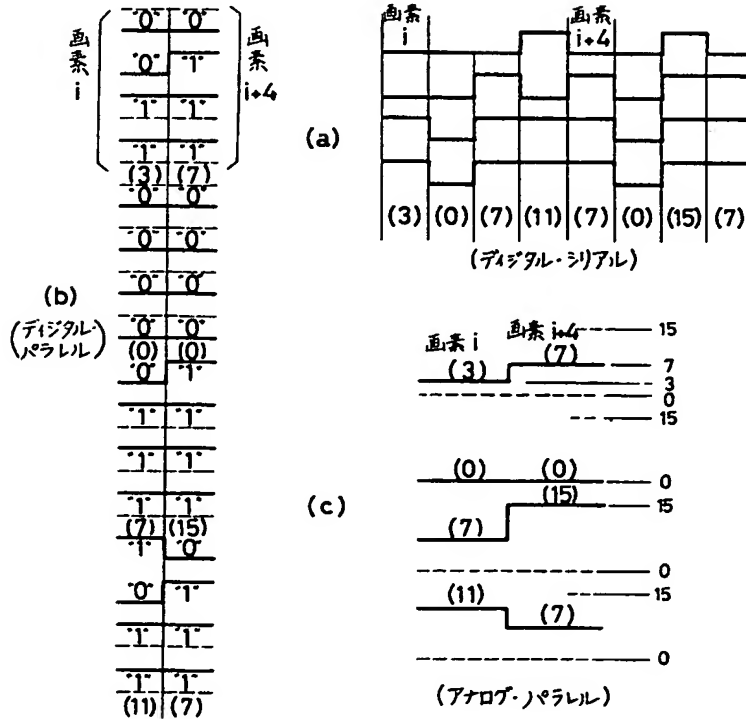 画素 i
画素 i+4
"0" "0"
"0" "1"
"1" "1"
"1" "1"
(3) (7)
"0" "0"
"0" "0"
"0" "0"
"0" "0"
(0) (0)
"0" "1"
"1" "1"
"1" "1"
"1" "1"
(7) (15)
"1" "0"
"0" "1"
"1" "1"
"1" "1"
(11) (7)
(b)
(ディジタル・
パラレル)
(a)
画素 i
画素 i+4
(3) (0) (7) (11) (7) (0) (15) (7)
(ディジタル・シリアル)
(c)
画素 i 画素 i+4
15
(3) (7)
7
3
0
15
(0) (0)
0
(7) (15)
15
0
15
(11) (7)
0
(アナログ・パラレル)